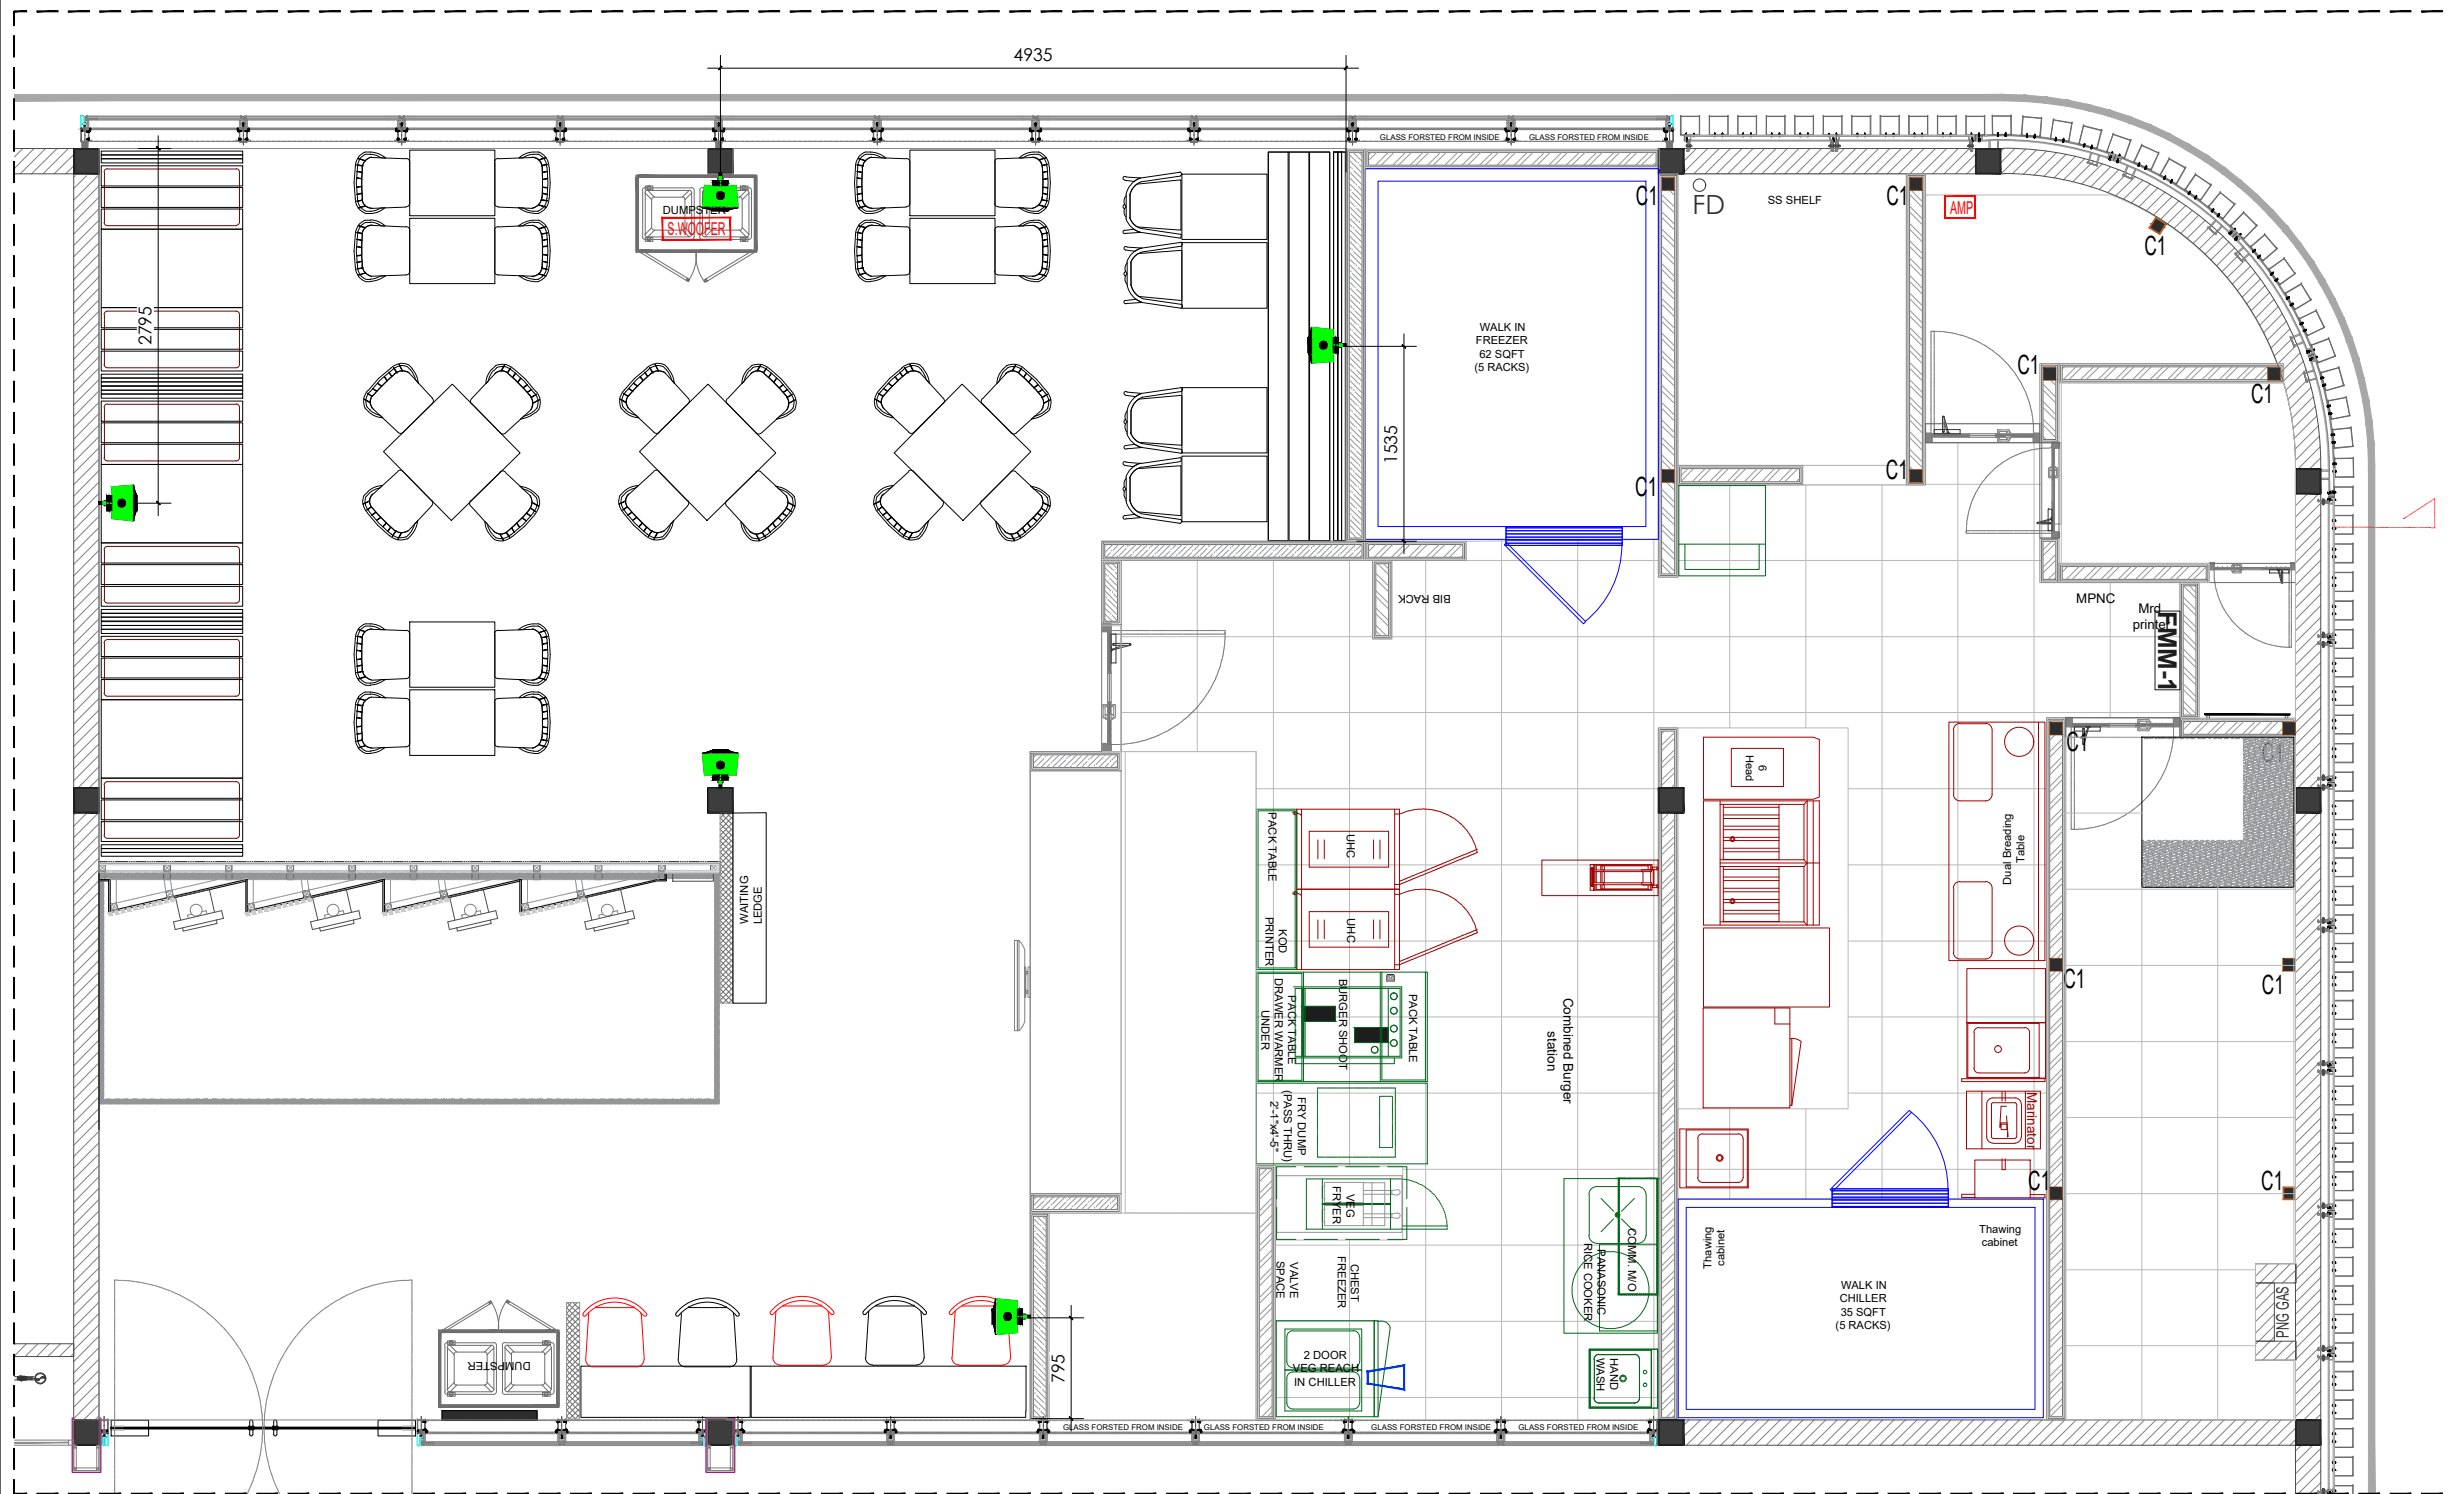 4935
GLASS FORSTED FROM INSIDE
GLASS FORSTED FROM INSIDE
DUMPSTER
S.WOOFER
2795
C1
FD
SS SHELF
C1
AMP
C1
WALK IN
FREEZER
62 SQFT
(5 RACKS)
C1
C1
1535
C1
C1
BIB RACK
MPNC
Mrd
printer
FMM-1
C1
C1
6
Head
Dual Breading
Table
PACK TABLE
UHC
UHC
KOD
PRINTER
WAITING
LEDGE
PACK TABLE
DRAWER WARMER
UNDER
BURGER SHOOT
PACK TABLE
Combined Burger
station
C1
C1
FRY DUMP
(PASS THRU)
2'-1"x4'-5"
Marinator
VEG
FRYER
C1
C1
VALVE
SPACE
CHEST
FREEZER
COMM. M/O
PANASONIC
RICE COOKER
Thawing
cabinet
Thawing
cabinet
WALK IN
CHILLER
35 SQFT
(5 RACKS)
PNG GAS
DUMPSTER
795
2 DOOR
VEG REACH
IN CHILLER
HAND
WASH
GLASS FORSTED FROM INSIDE
GLASS FORSTED FROM INSIDE
GLASS FORSTED FROM INSIDE
GLASS FORSTED FROM INSIDE